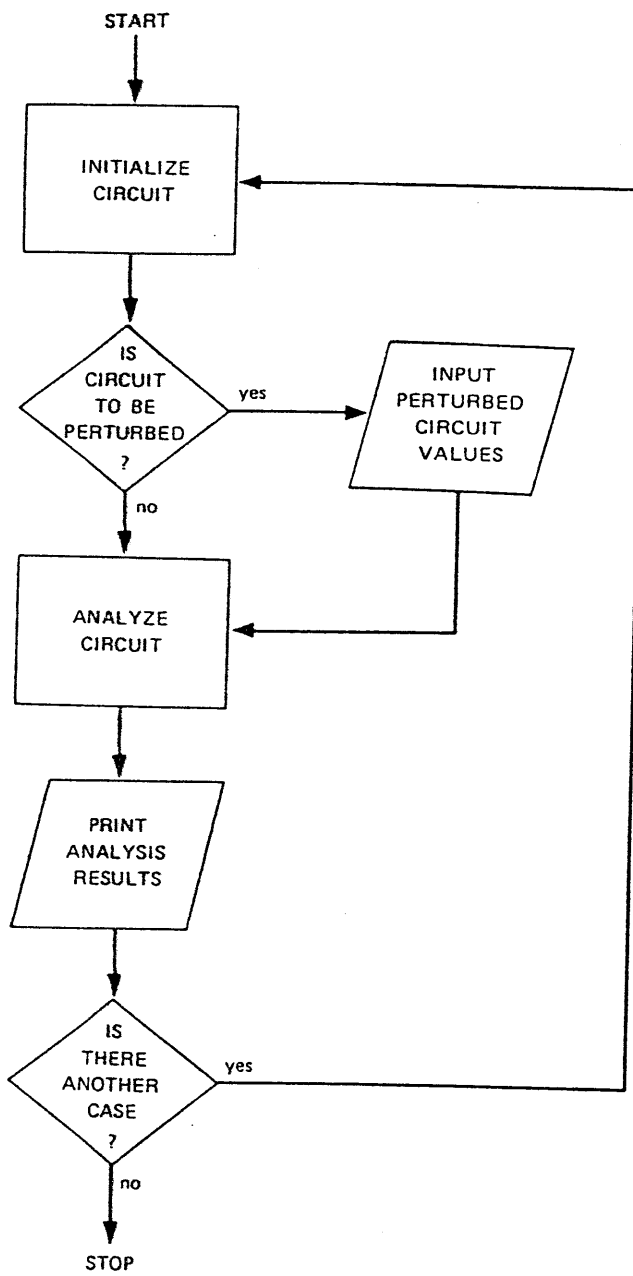 START
INITIALIZE
CIRCUIT
IS
CIRCUIT
TO BE
PERTURBED
?
yes
INPUT
PERTURBED
CIRCUIT
VALUES
no
ANALYZE
CIRCUIT
PRINT
ANALYSIS
RESULTS
IS
THERE
ANOTHER
CASE
?
yes
no
STOP